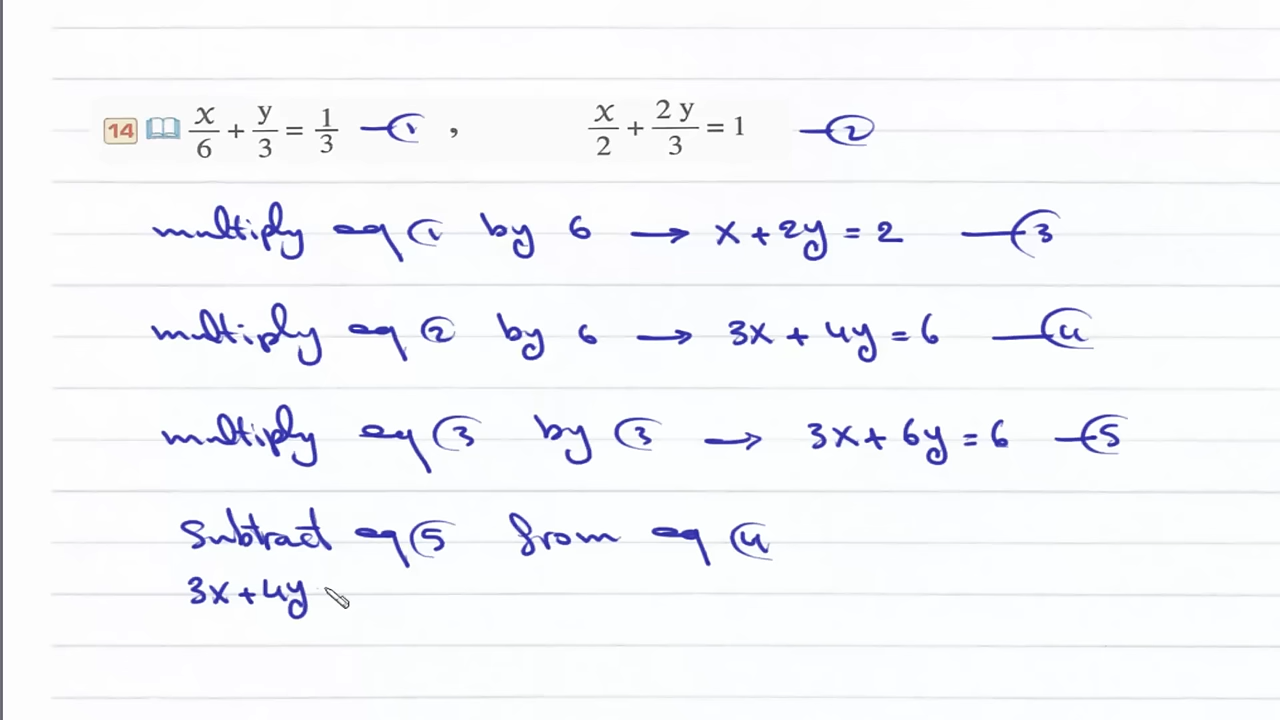 14 x/6 + y/3 = 1/3 —① , x/2 + 2y/3 = 1 —②
multiply eq ① by 6 → x + 2y = 2 —③
multiply eq ② by 6 → 3x + 4y = 6 —④
multiply eq ③ by ③ → 3x + 6y = 6 —⑤
Subtract eq ⑤ from eq ④
3x + 4y